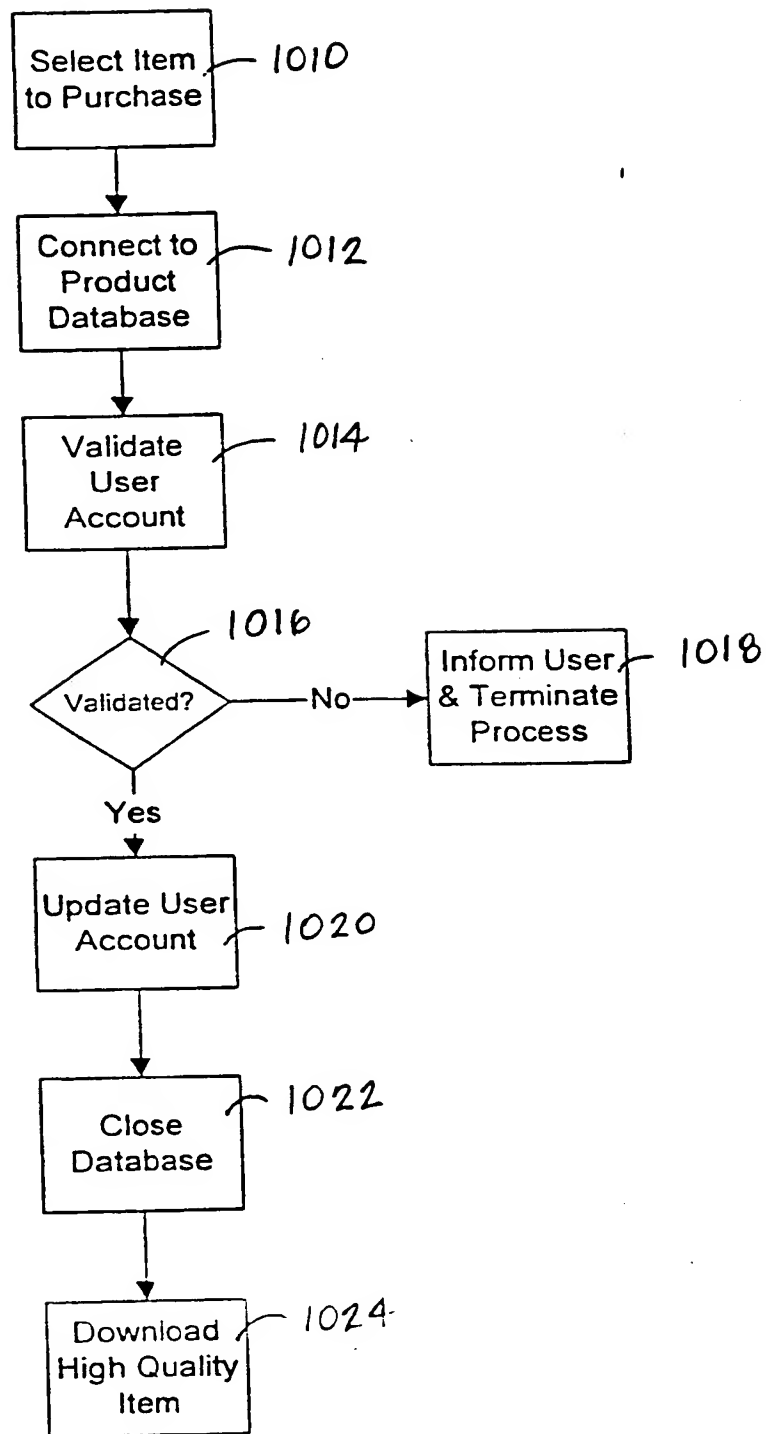 Select Item
to Purchase
1010
Connect to
Product
Database
1012
Validate
User
Account
1014
Validated?
1016
No
Inform User
& Terminate
Process
1018
Yes
Update User
Account
1020
Close
Database
1022
Download
High Quality
Item
1024